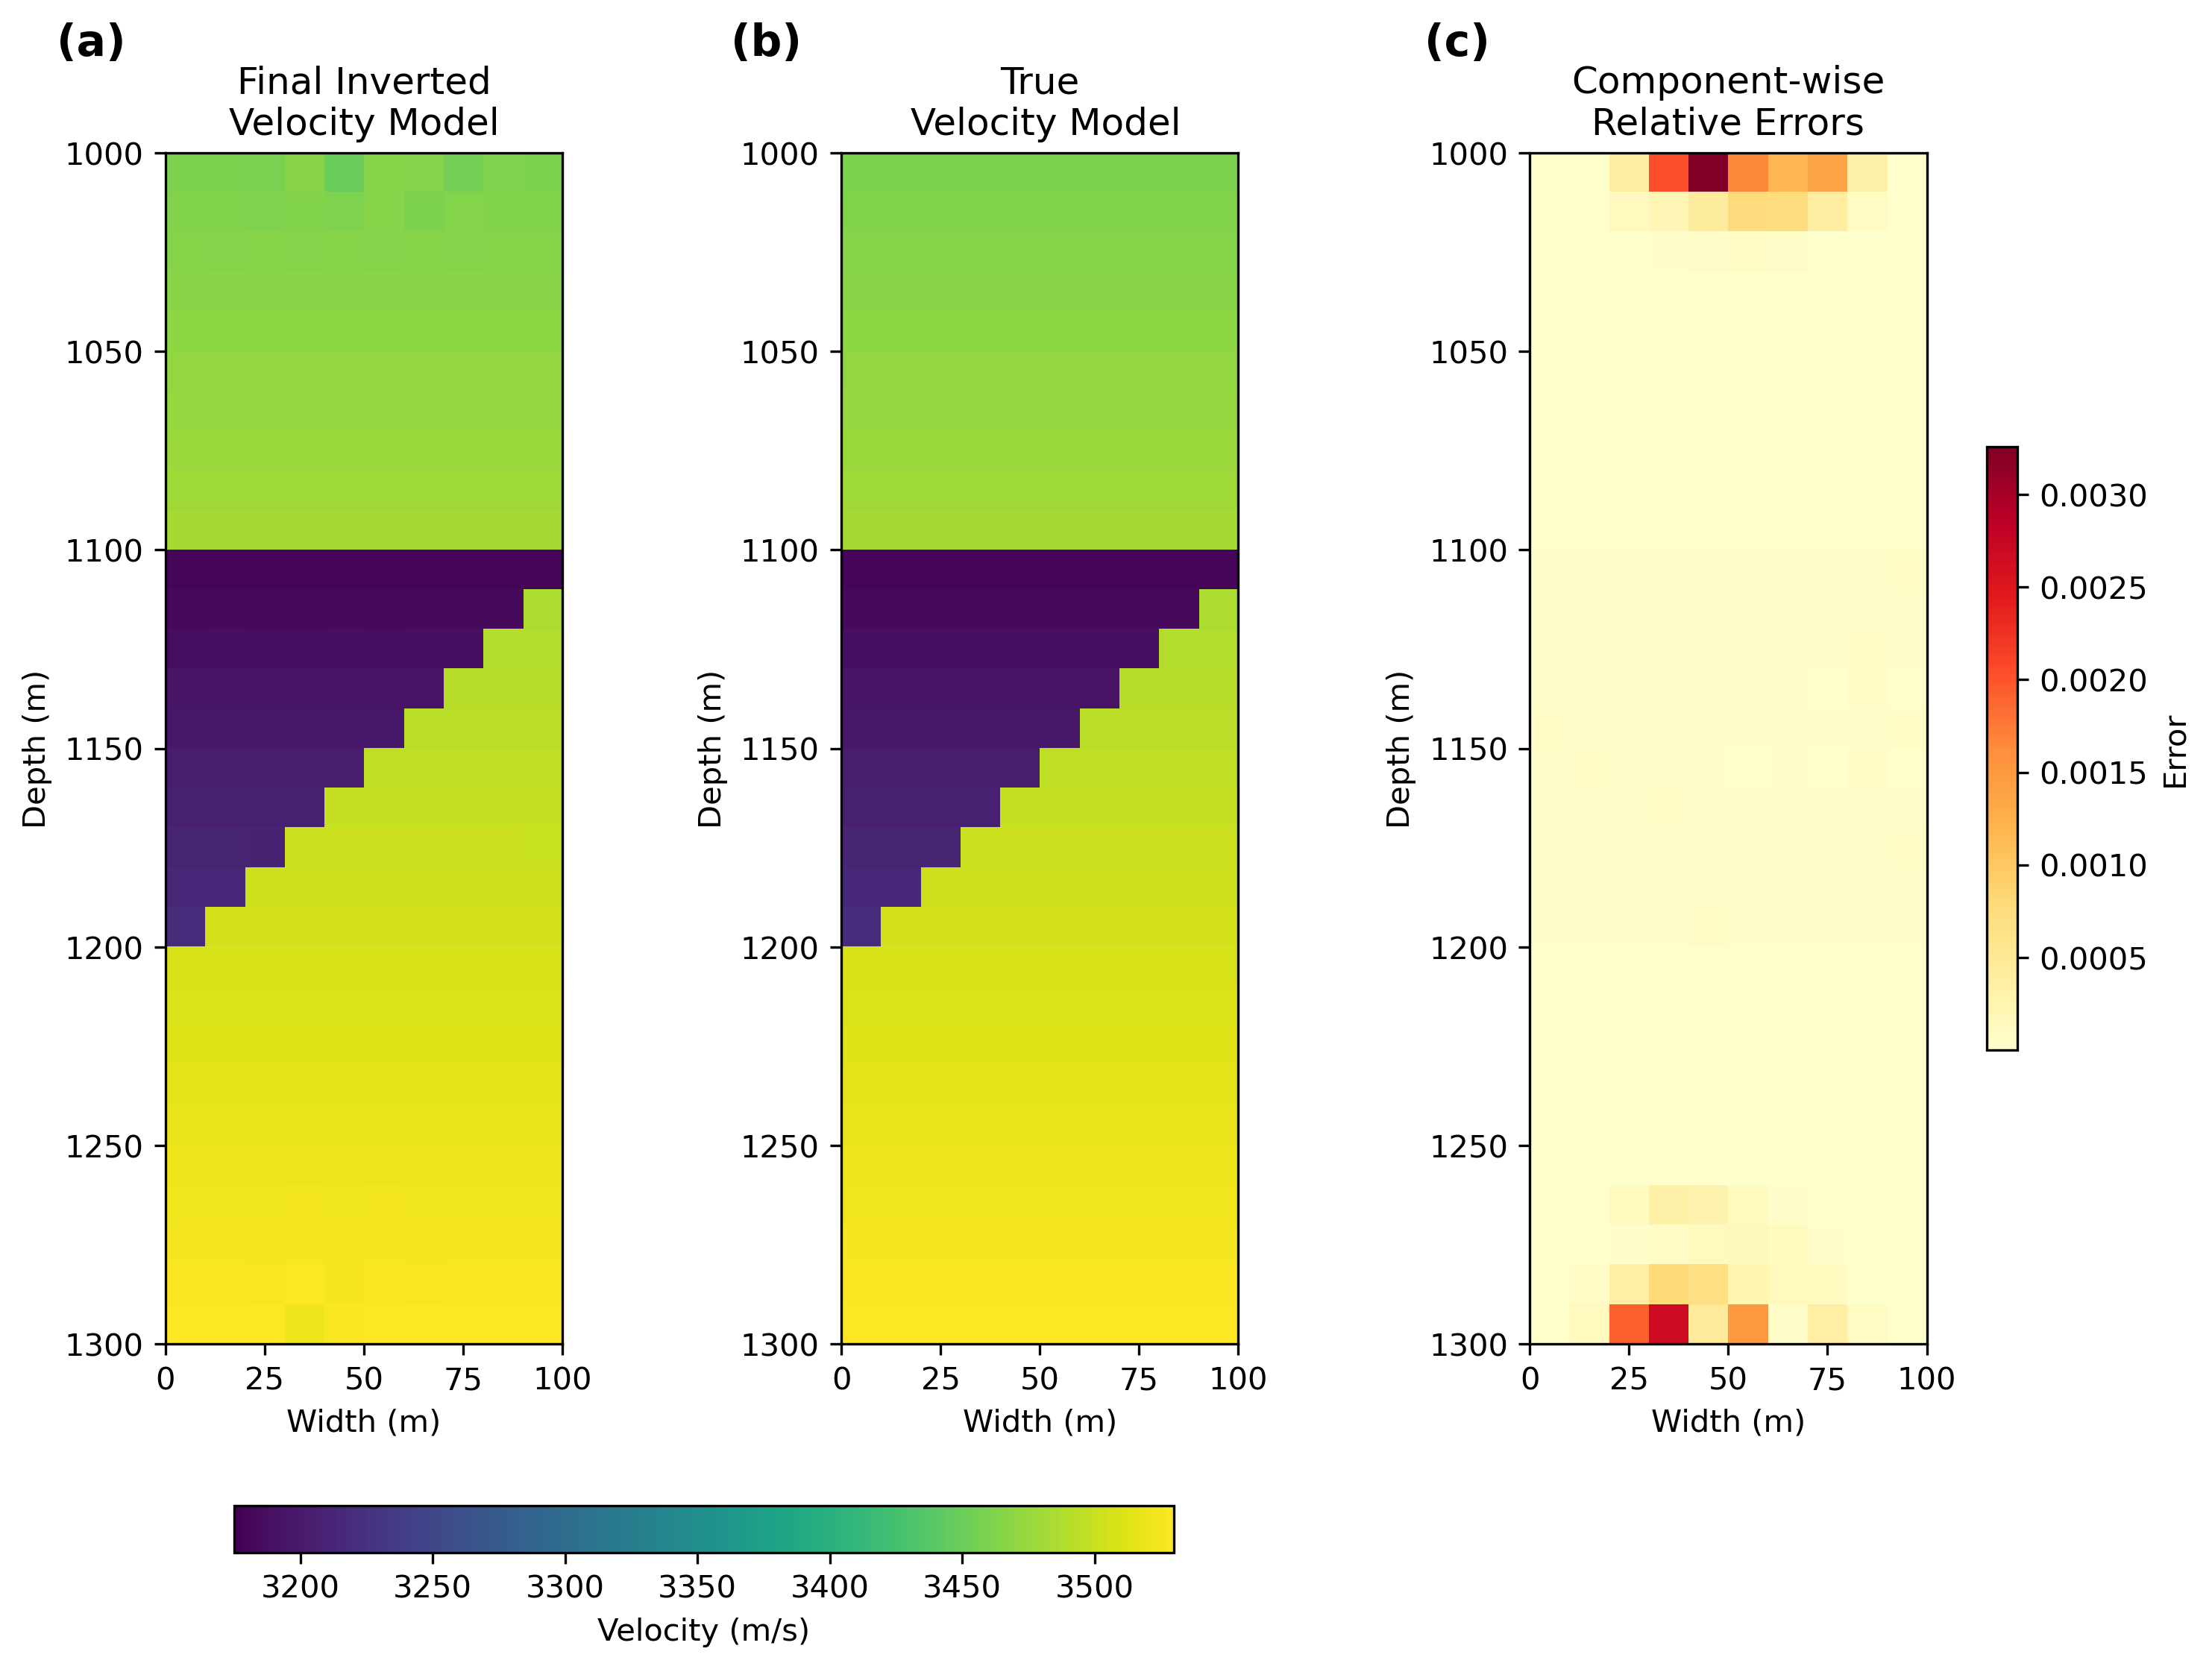 (a)
Final Inverted
Velocity Model
1000
1050
1100
1150
1200
1250
1300
Depth (m)
0 25 50 75 100
Width (m)
(b)
True
Velocity Model
1000
1050
1100
1150
1200
1250
1300
Depth (m)
0 25 50 75 100
Width (m)
(c)
Component-wise
Relative Errors
1000
1050
1100
1150
1200
1250
1300
Depth (m)
0 25 50 75 100
Width (m)
0.0030
0.0025
0.0020
0.0015
0.0010
0.0005
Error
3200 3250 3300 3350 3400 3450 3500
Velocity (m/s)